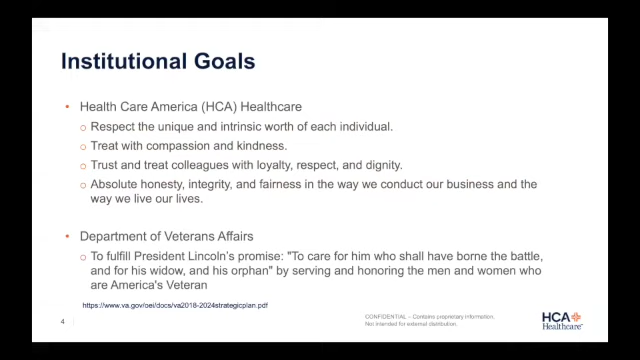 Institutional Goals
• Health Care America (HCA) Healthcare
o Respect the unique and intrinsic worth of each individual.
o Treat with compassion and kindness.
o Trust and treat colleagues with loyalty, respect, and dignity.
o Absolute honesty, integrity, and fairness in the way we conduct our business and the
way we live our lives.
• Department of Veterans Affairs
o To fulfill President Lincoln's promise: "To care for him who shall have borne the battle,
and for his widow, and his orphan" by serving and honoring the men and women who
are America's Veteran
https://www.va.gov/oei/docs/va2018-2024strategicplan.pdf
4
CONFIDENTIAL – Contains proprietary information.
Not intended for external distribution.
HCA
Healthcare